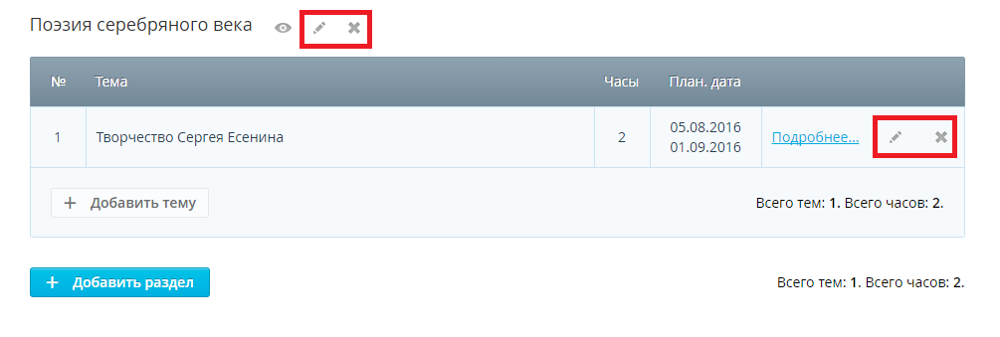 Поэзия серебряного века
№ Тема Часы План. дата
1 Творчество Сергея Есенина 2 05.08.2016 Подробнее...
01.09.2016
+ Добавить тему Всего тем: 1. Всего часов: 2.
+ Добавить раздел Всего тем: 1. Всего часов: 2.